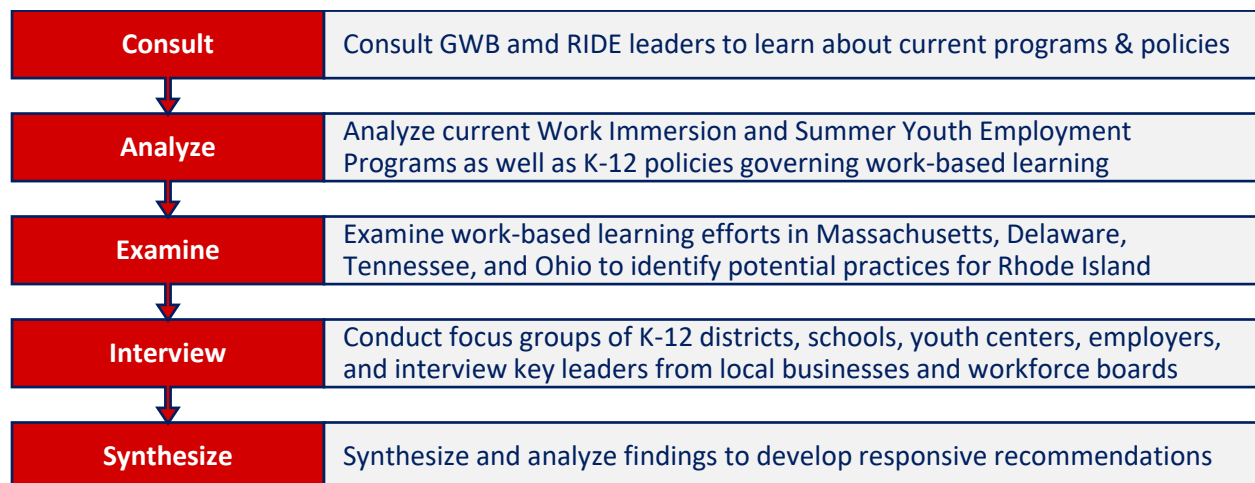 Consult
Consult GWB amd RIDE leaders to learn about current programs & policies
Analyze
Analyze current Work Immersion and Summer Youth Employment
Programs as well as K-12 policies governing work-based learning
Examine
Examine work-based learning efforts in Massachusetts, Delaware,
Tennessee, and Ohio to identify potential practices for Rhode Island
Interview
Conduct focus groups of K-12 districts, schools, youth centers, employers,
and interview key leaders from local businesses and workforce boards
Synthesize
Synthesize and analyze findings to develop responsive recommendations